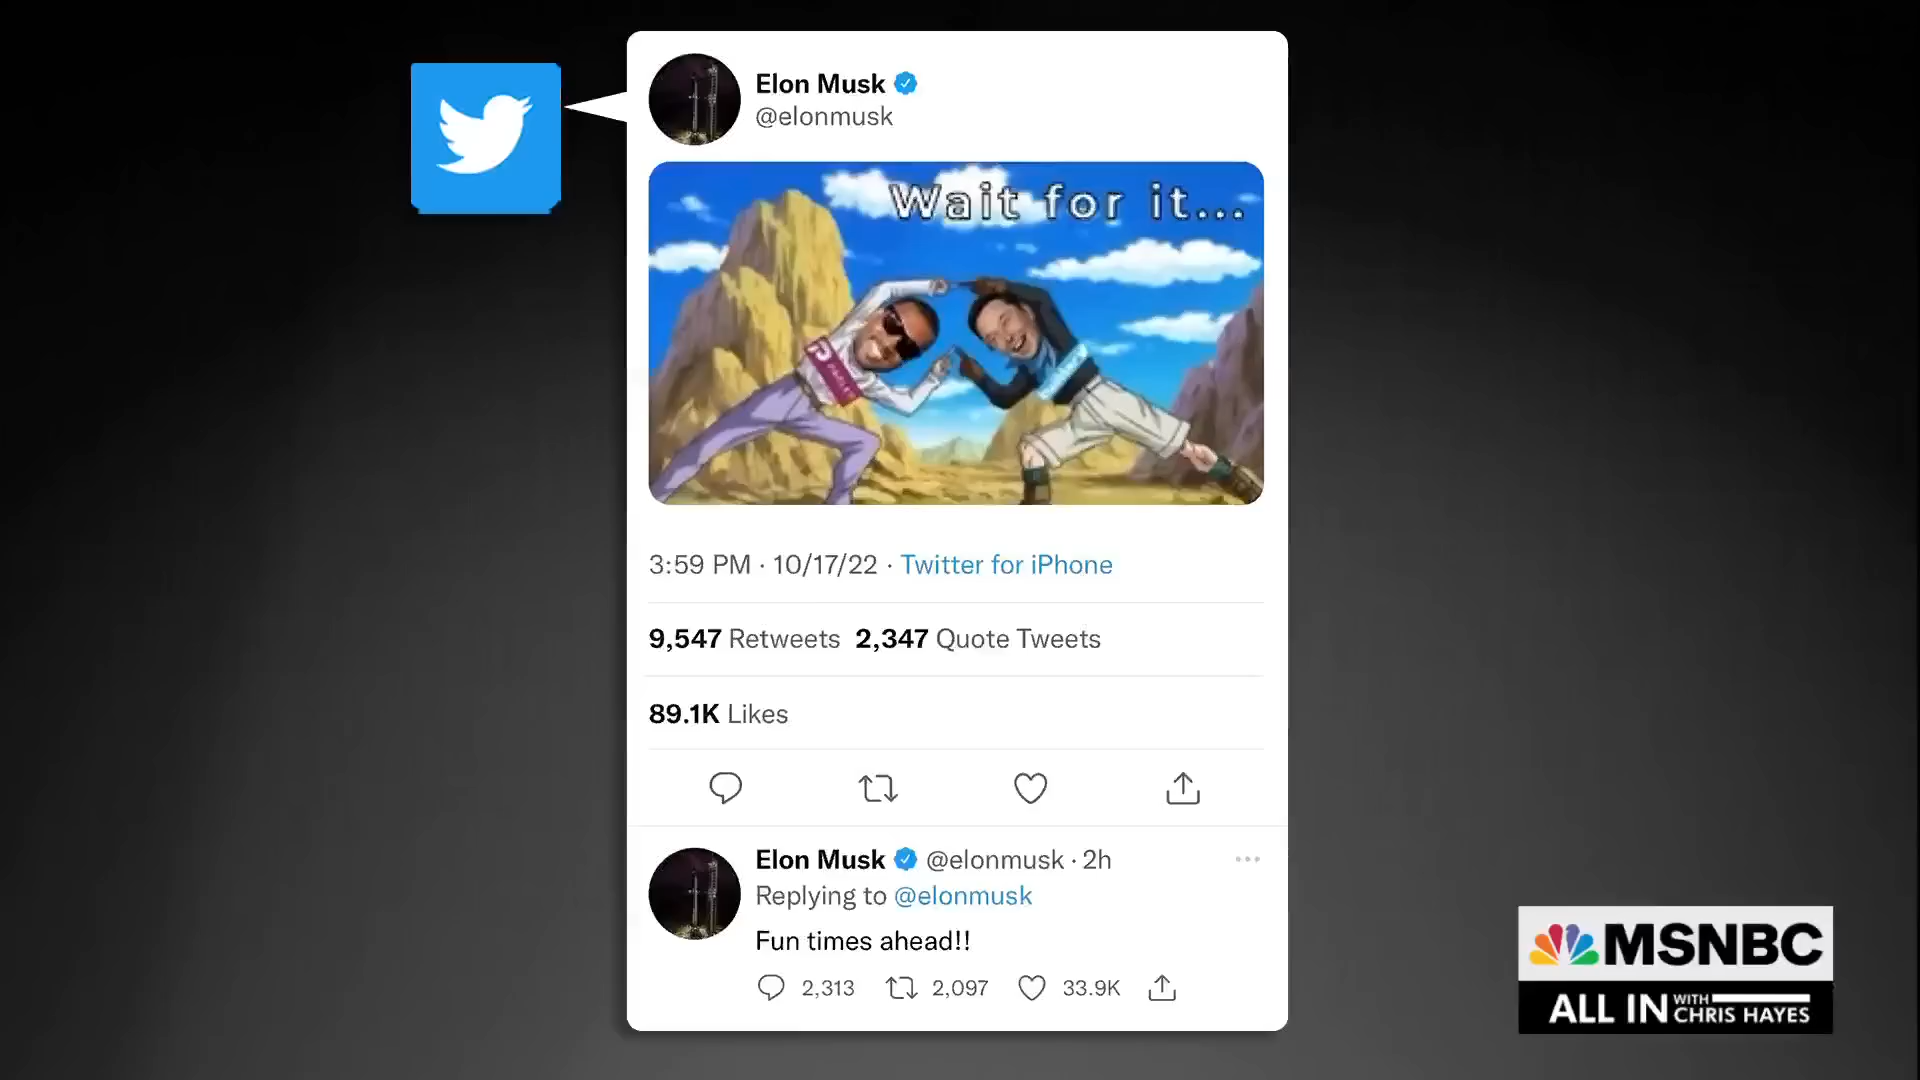 Elon Musk
@elonmusk
Wait for it...
PARLER
3:59 PM · 10/17/22 · Twitter for iPhone
9,547 Retweets 2,347 Quote Tweets
89.1K Likes
Elon Musk @elonmusk · 2h
Replying to @elonmusk
Fun times ahead!!
2,313 2,097 33.9K
MSNBC
ALL IN WITH CHRIS HAYES